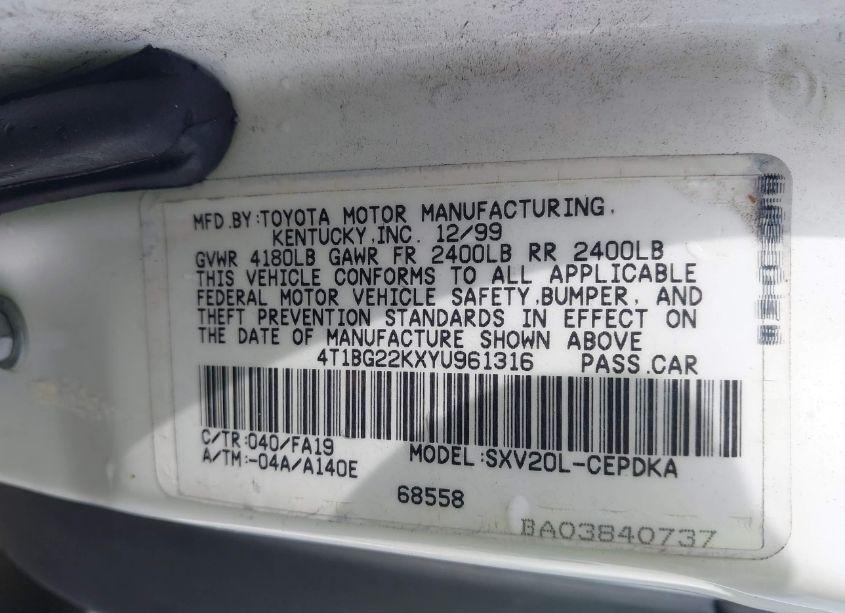 MFD.BY:TOYOTA MOTOR MANUFACTURING,
KENTUCKY,INC. 12/99
GVWR 4180LB GAWR FR 2400LB RR 2400LB
THIS VEHICLE CONFORMS TO ALL APPLICABLE
FEDERAL MOTOR VEHICLE SAFETY,BUMPER, AND
THEFT PREVENTION STANDARDS IN EFFECT ON
THE DATE OF MANUFACTURE SHOWN ABOVE
4T1BG22KXYU961316 PASS.CAR
C/TR:040/FA19
A/TM:-04A/A140E
MODEL:SXV20L-CEPDKA
68558
BA03840737